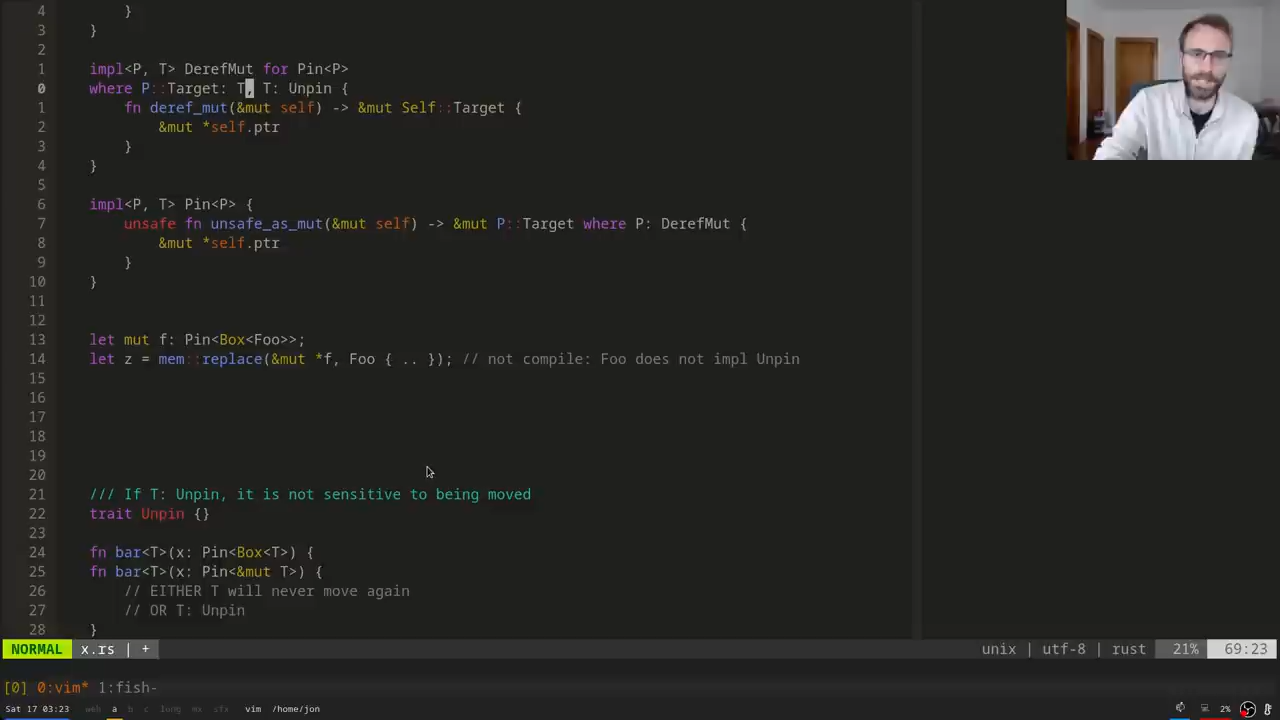 4 }
3 }
2
1 impl<P, T> DerefMut for Pin<P>
0 where P::Target: T, T: Unpin {
1 fn deref_mut(&mut self) -> &mut Self::Target {
2 &mut *self.ptr
3 }
4 }
5
6 impl<P, T> Pin<P> {
7 unsafe fn unsafe_as_mut(&mut self) -> &mut P::Target where P: DerefMut {
8 &mut *self.ptr
9 }
10 }
11
12
13 let mut f: Pin<Box<Foo>>;
14 let z = mem::replace(&mut *f, Foo { .. }); // not compile: Foo does not impl Unpin
15
16
17
18
19
20
21 /// If T: Unpin, it is not sensitive to being moved
22 trait Unpin {}
23
24 fn bar<T>(x: Pin<Box<T>) {
25 fn bar<T>(x: Pin<&mut T>) {
26 // EITHER T will never move again
27 // OR T: Unpin
28 }
NORMAL x.rs | + unix | utf-8 | rust 21% 69:23
[0] 0:vim* 1:fish-
Sat 17 03:23 web a b c lung mx sfx vim /home/jon 2%